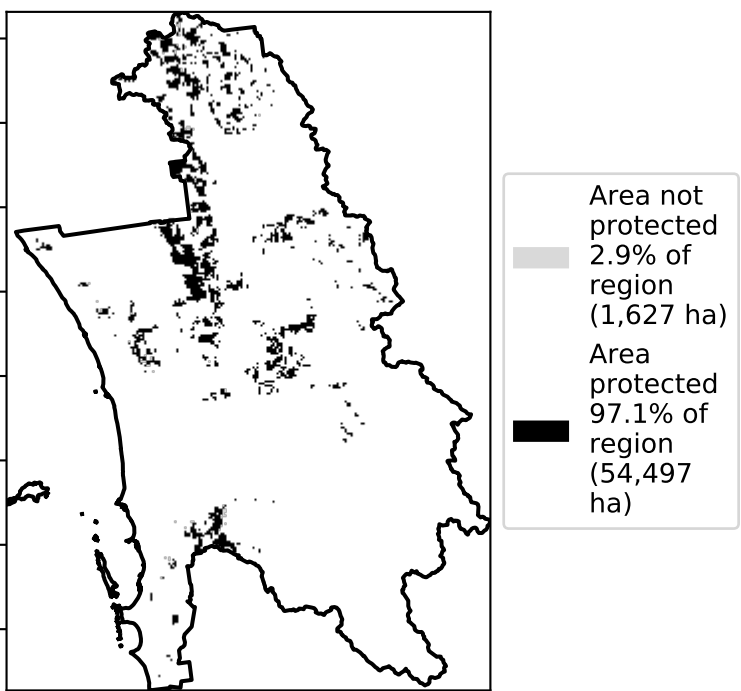 Area not
protected
2.9% of
region
(1,627 ha)
Area
protected
97.1% of
region
(54,497
ha)